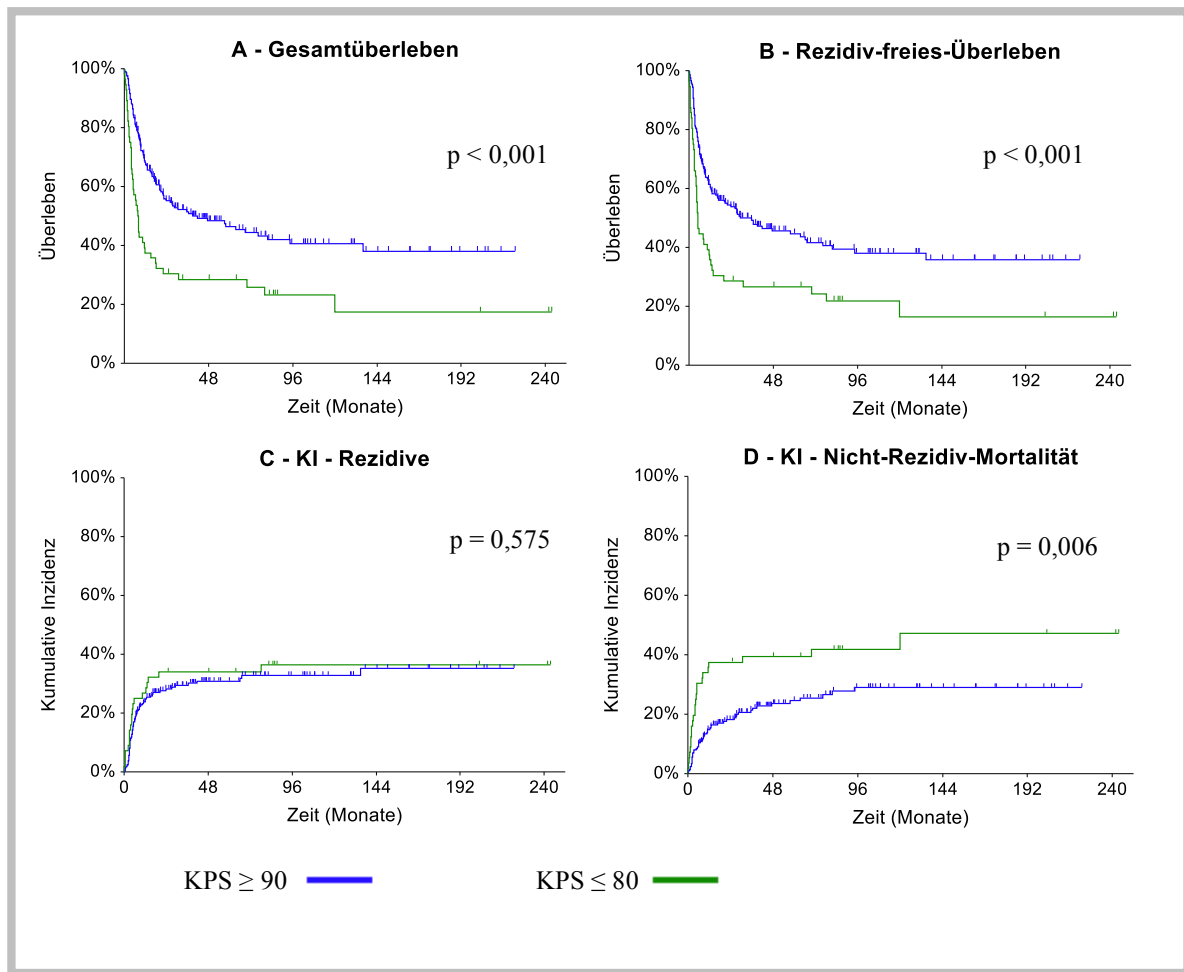 A - Gesamtüberleben
100%
80%
60%
40%
20%
0%
Überleben
p < 0,001
48 96 144 192 240
Zeit (Monate)
B - Rezidiv-freies-Überleben
100%
80%
60%
40%
20%
0%
Überleben
p < 0,001
48 96 144 192 240
Zeit (Monate)
C - KI - Rezidive
100%
80%
60%
40%
20%
0%
Kumulative Inzidenz
p = 0,575
0 48 96 144 192 240
Zeit (Monate)
D - KI - Nicht-Rezidiv-Mortalität
100%
80%
60%
40%
20%
0%
Kumulative Inzidenz
p = 0,006
0 48 96 144 192 240
Zeit (Monate)
KPS ≥ 90
KPS ≤ 80